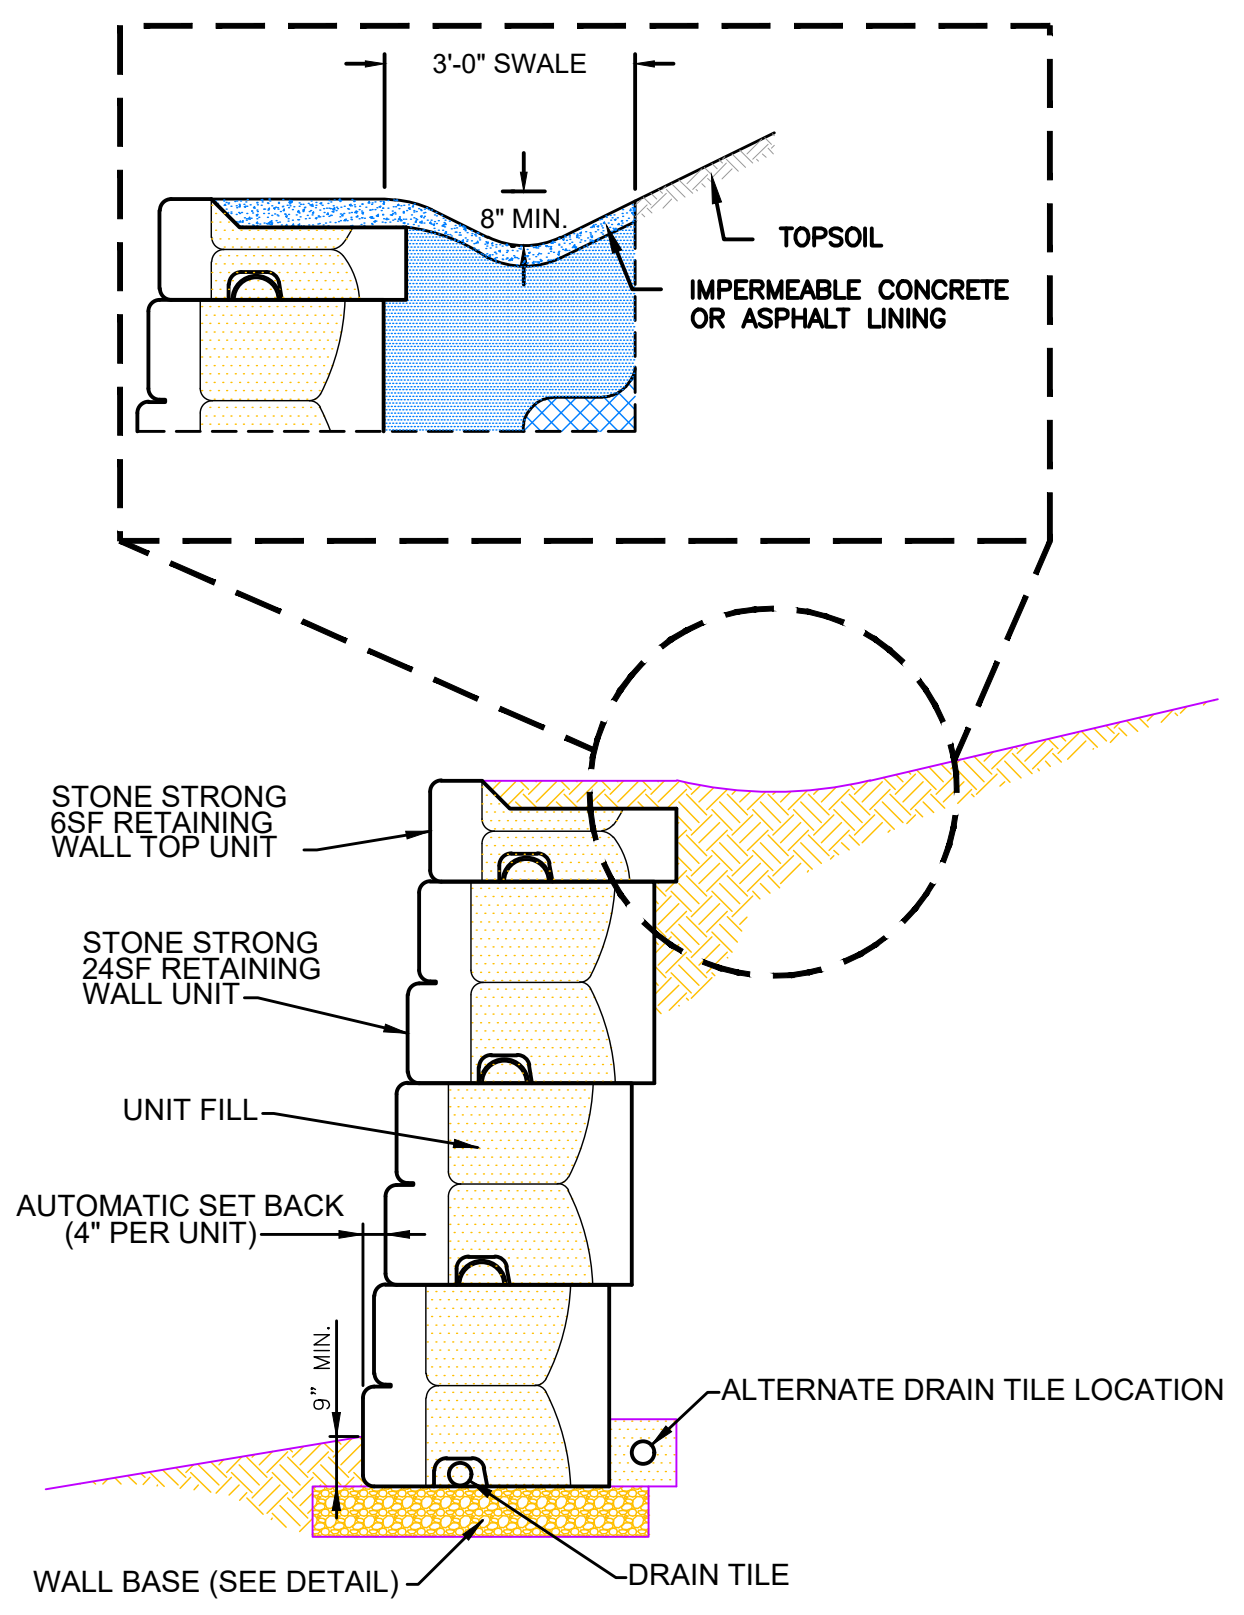 3'-0" SWALE
8" MIN.
TOPSOIL
IMPERMEABLE CONCRETE
OR ASPHALT LINING
STONE STRONG
6SF RETAINING
WALL TOP UNIT
STONE STRONG
24SF RETAINING
WALL UNIT
UNIT FILL
AUTOMATIC SET BACK
(4" PER UNIT)
9" MIN.
ALTERNATE DRAIN TILE LOCATION
WALL BASE (SEE DETAIL)
DRAIN TILE